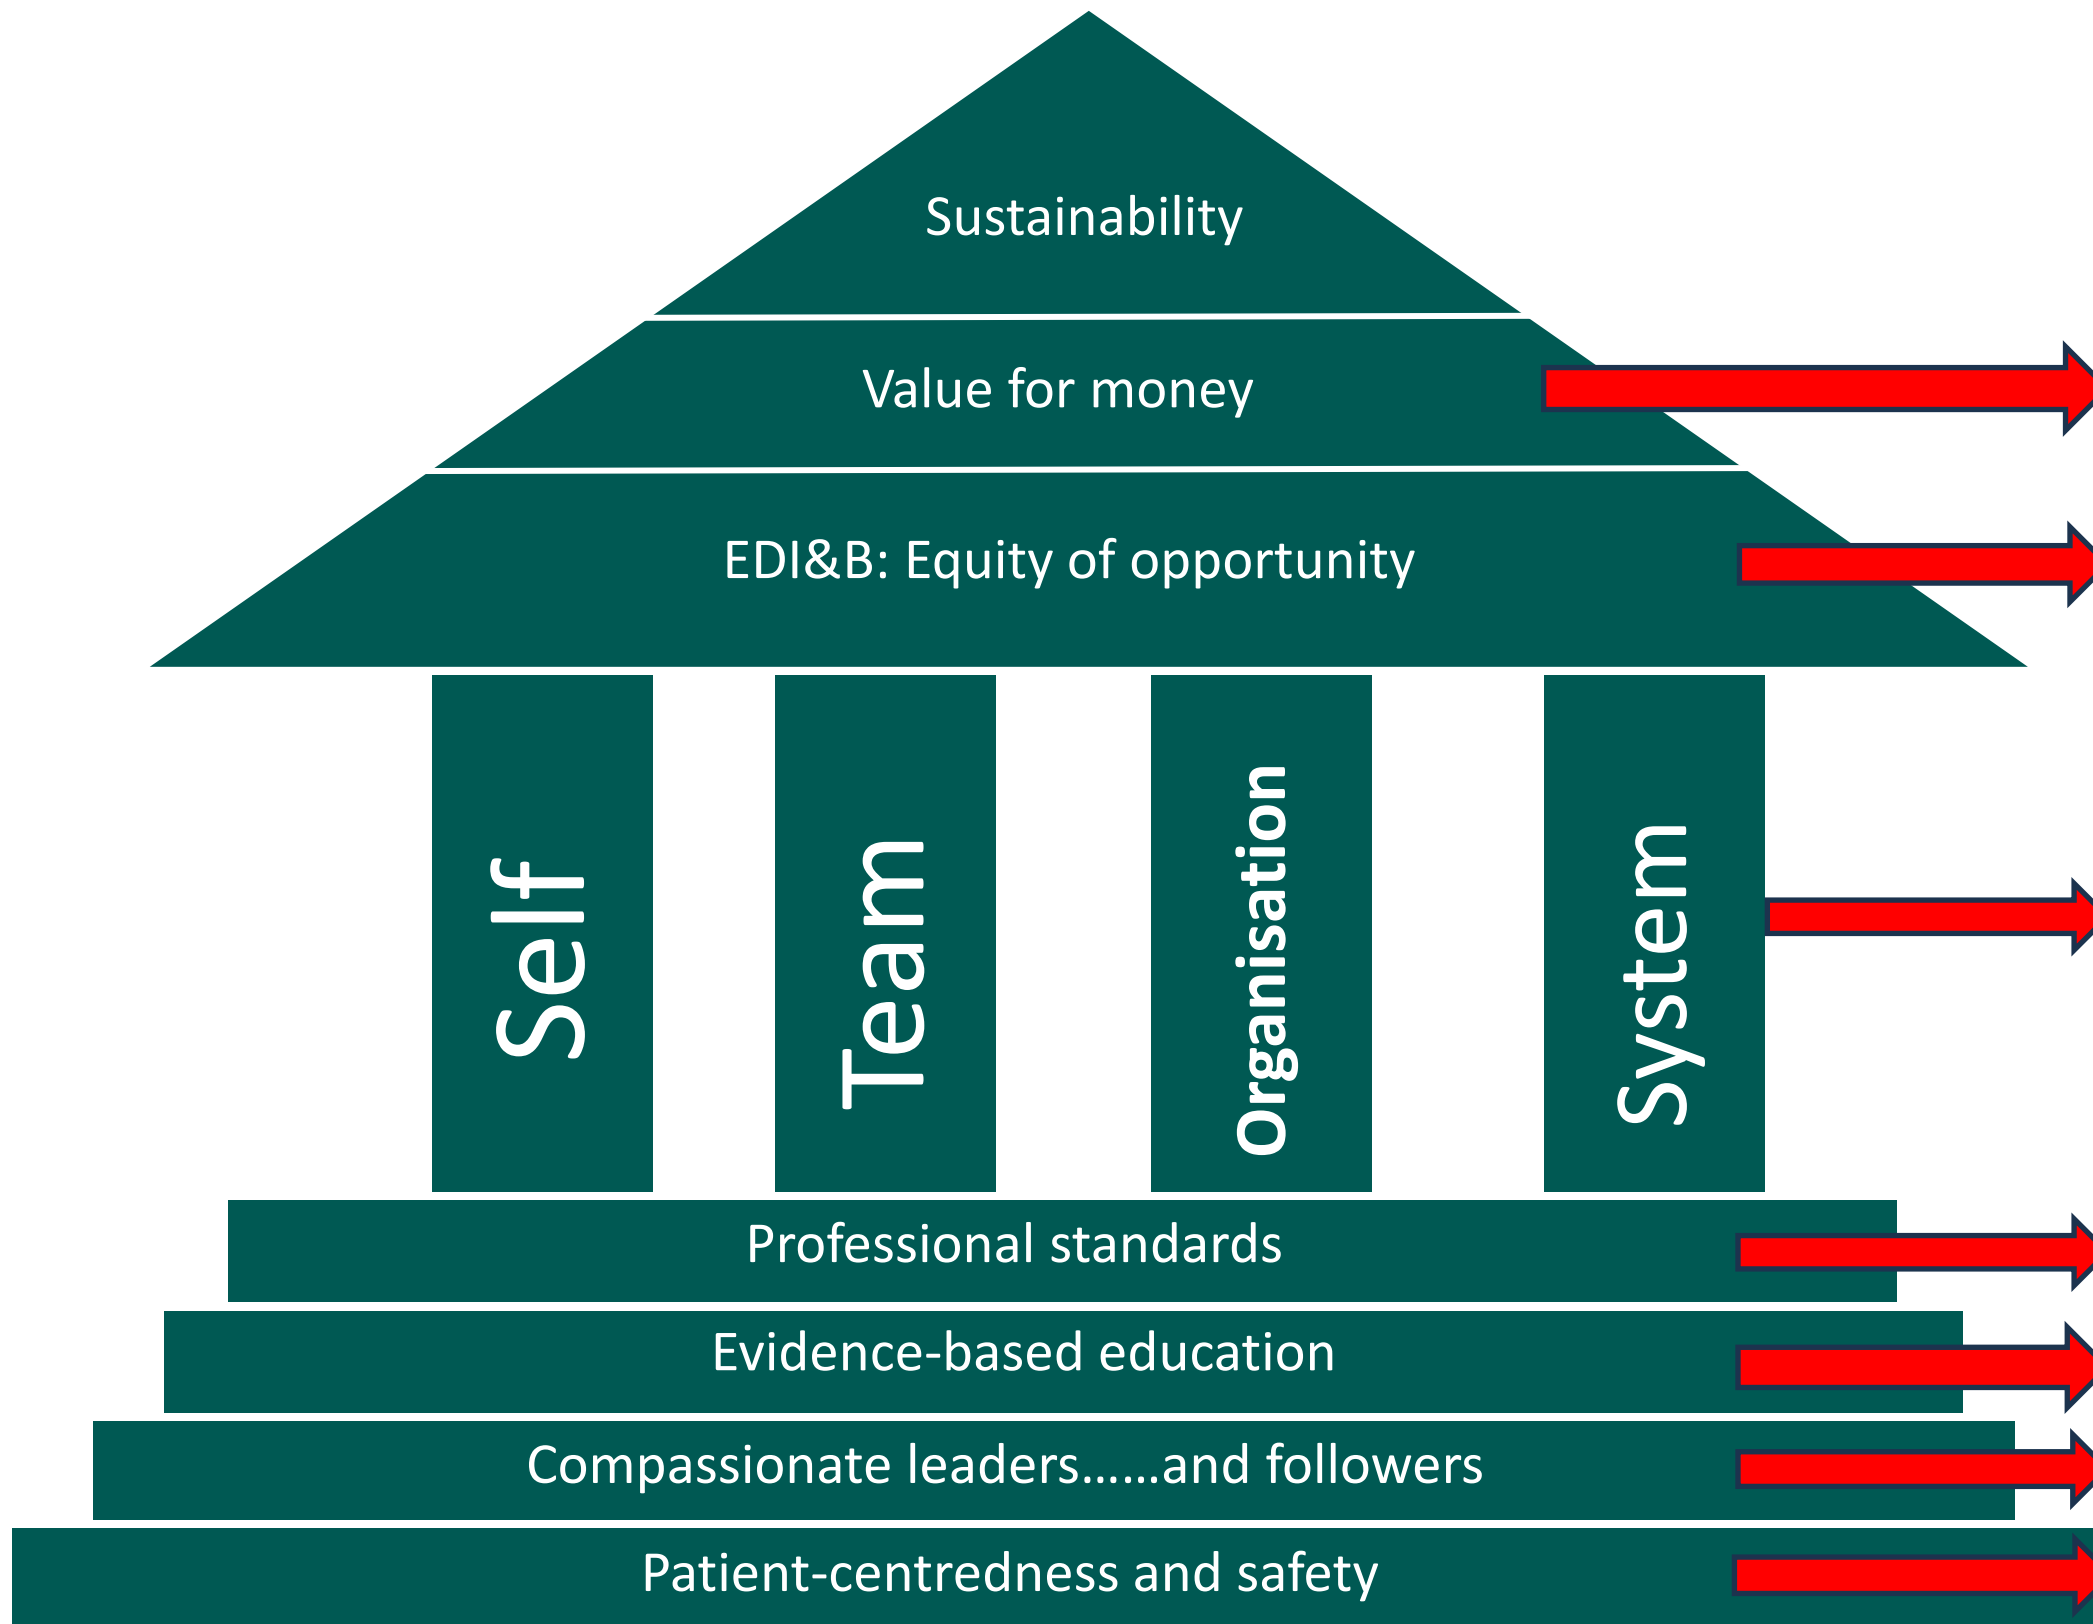 Sustainability
Value for money
EDI&B: Equity of opportunity
Self
Team
Organisation
System
Professional standards
Evidence-based education
Compassionate leaders......and followers
Patient-centredness and safety